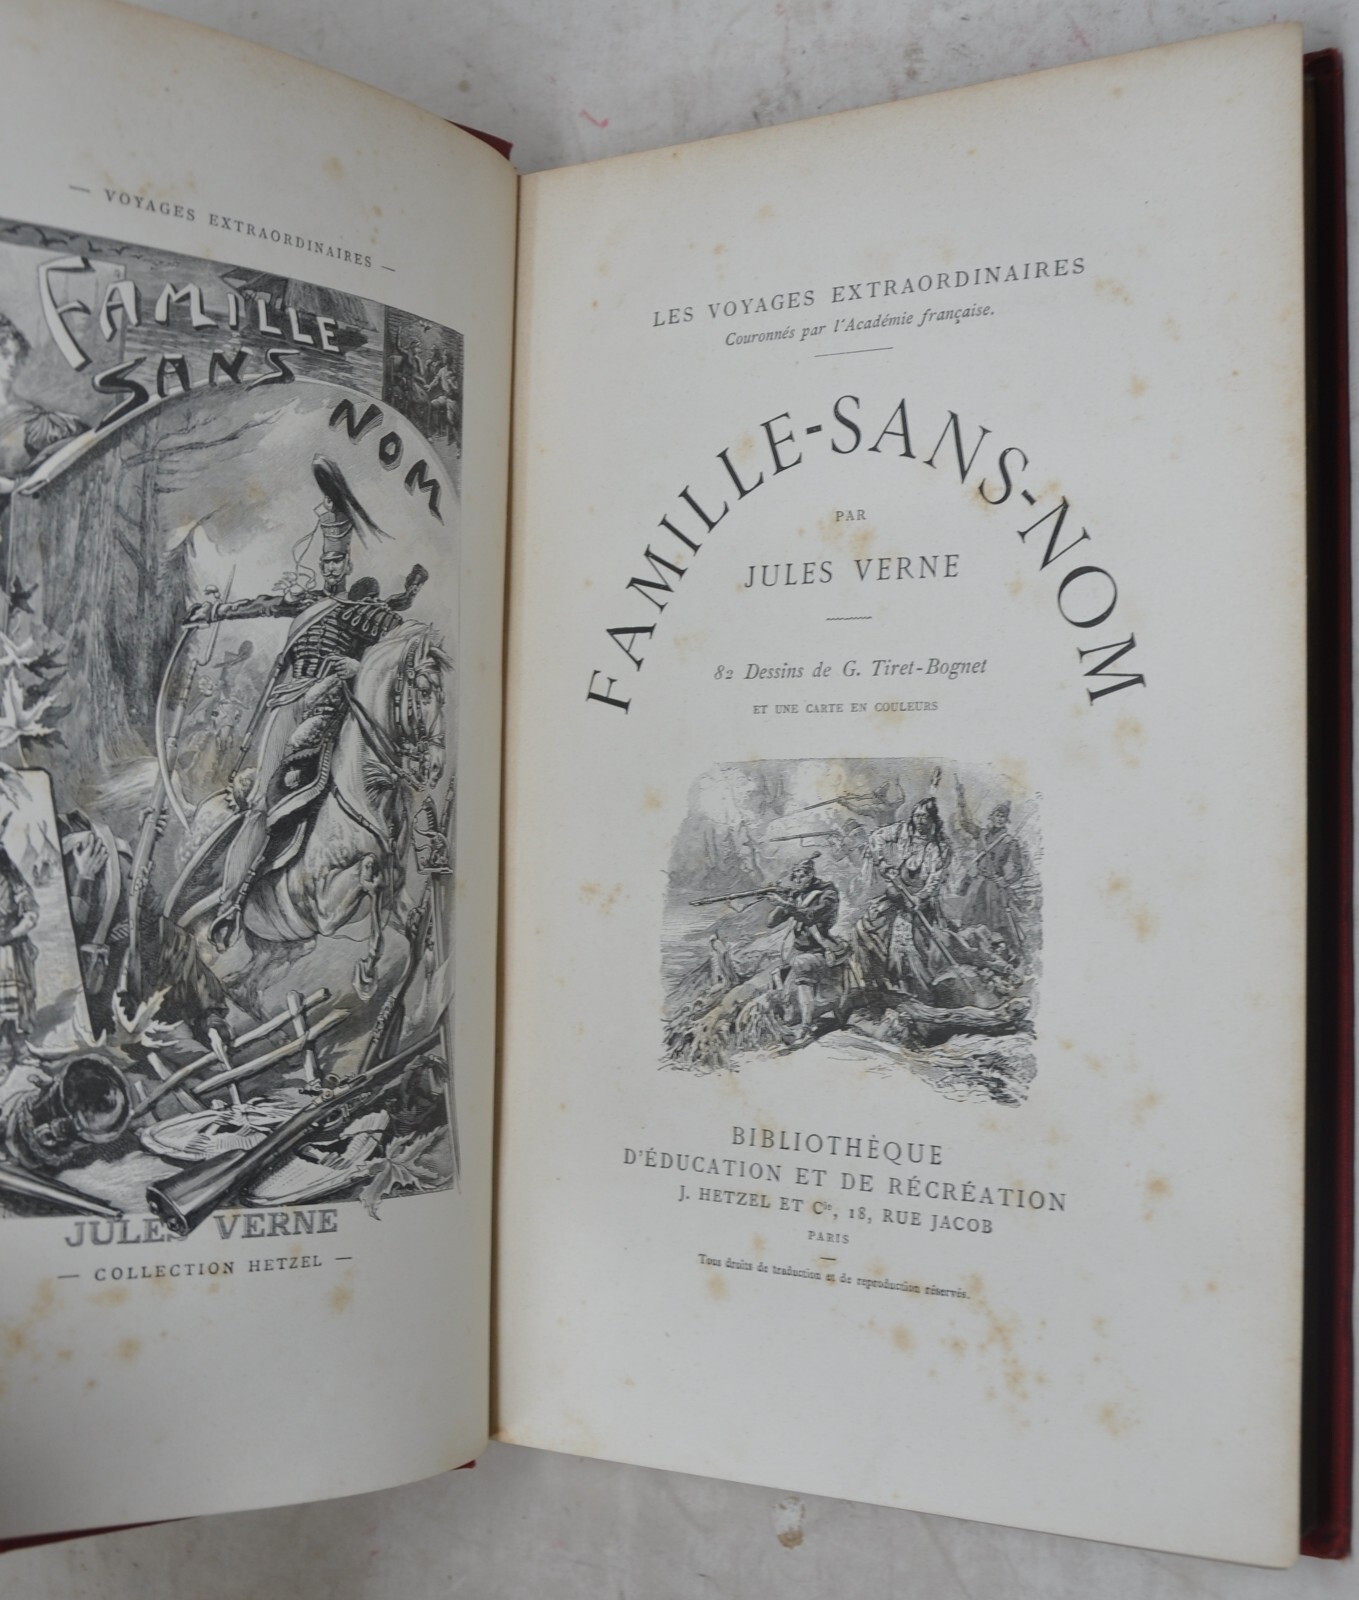 — VOYAGES EXTRAORDINAIRES —
FAMILLE
SANS
NOM
JULES VERNE
— COLLECTION HETZEL —
LES VOYAGES EXTRAORDINAIRES
Couronnés par l'Académie française.
FAMILLE-SANS-NOM
PAR
JULES VERNE
82 Dessins de G. Tiret-Bognet
ET UNE CARTE EN COULEURS
BIBLIOTHÈQUE
D'ÉDUCATION ET DE RÉCRÉATION
J. HETZEL ET Cie, 18, RUE JACOB
PARIS
—
Tous droits de traduction et de reproduction réservés.